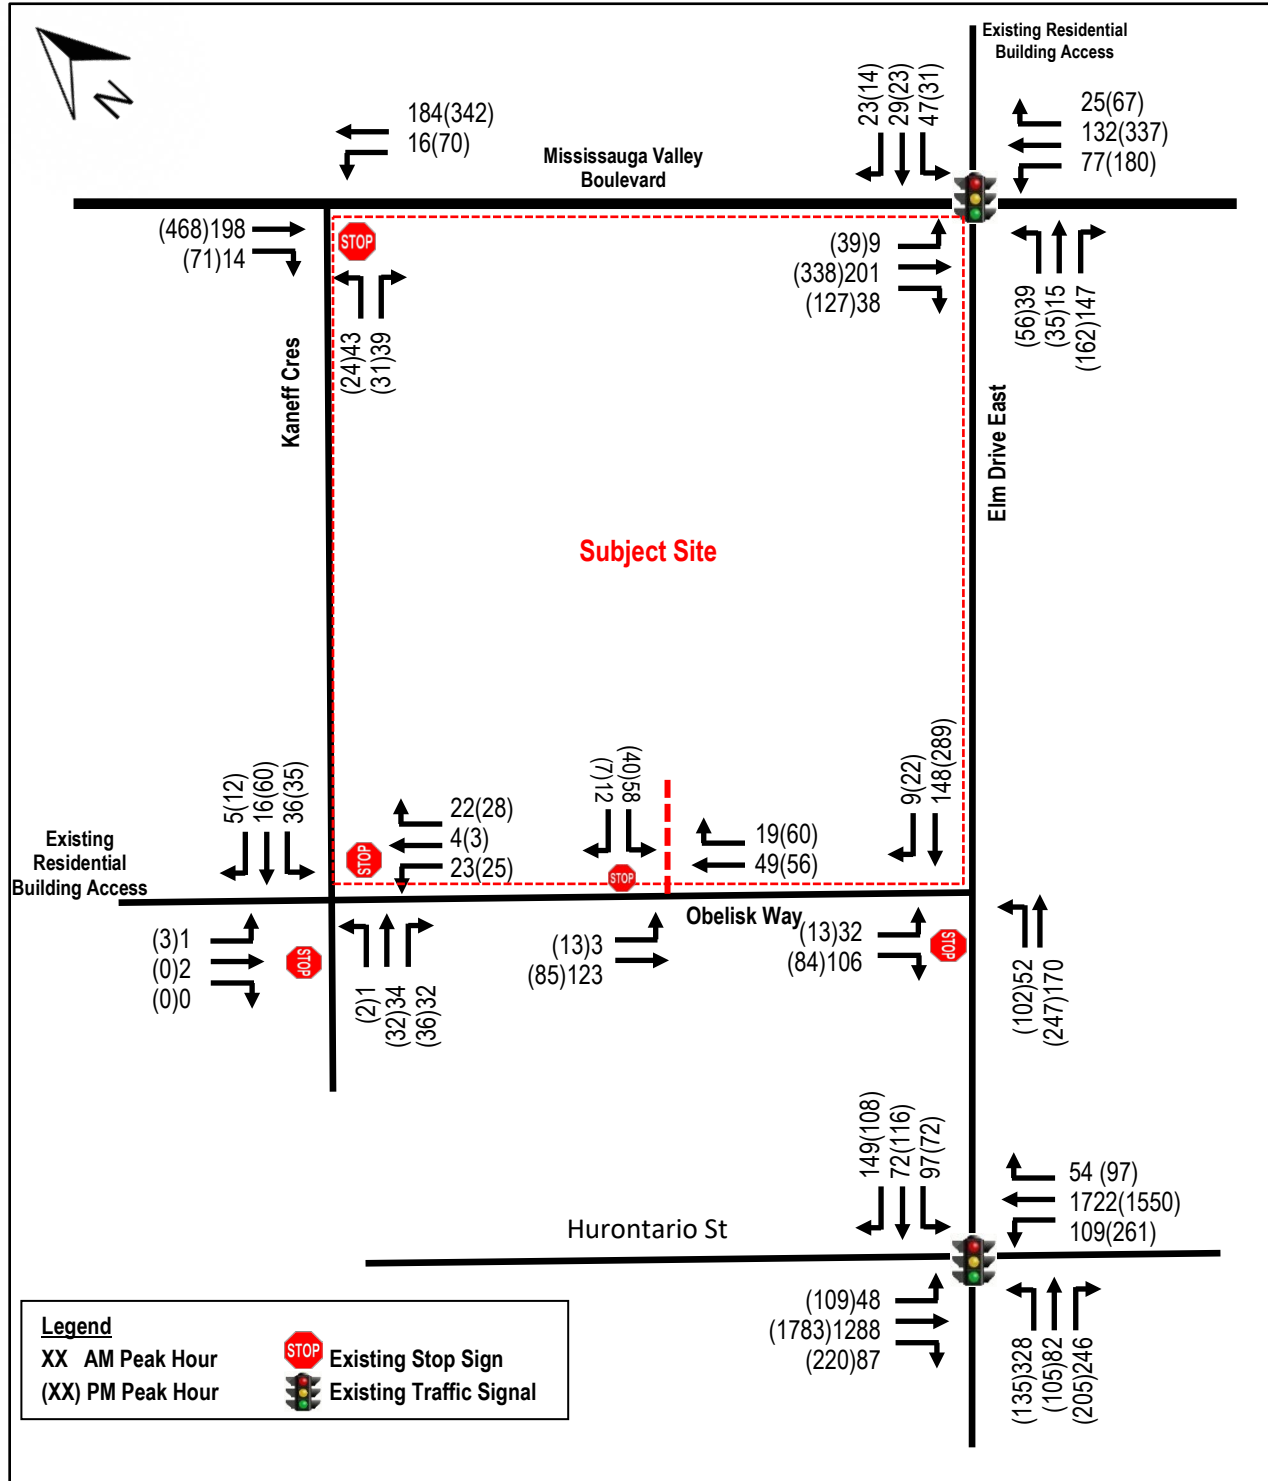 Existing Residential
Building Access
N
184(342)
16(70)
23(14)
29(23)
47(31)
25(67)
132(337)
77(180)
Mississauga Valley
Boulevard
(468)198
(71)14
STOP
(39)9
(338)201
(127)38
(24)43
(31)39
(56)39
(35)15
(162)147
Kaneff Cres
Elm Drive East
Subject Site
5(12)
16(60)
36(35)
22(28)
4(3)
23(25)
STOP
(7)12
(40)58
STOP
19(60)
49(56)
9(22)
148(289)
Existing
Residential
Building Access
Obelisk Way
(3)1
(0)2
(0)0
STOP
(2)1
(32)34
(36)32
(13)3
(85)123
(13)32
(84)106
STOP
(102)52
(247)170
149(108)
72(116)
97(72)
54 (97)
1722(1550)
109(261)
Hurontario St
(109)48
(1783)1288
(220)87
(135)328
(105)82
(205)246
Legend
XX AM Peak Hour
(XX) PM Peak Hour
STOP Existing Stop Sign
Existing Traffic Signal